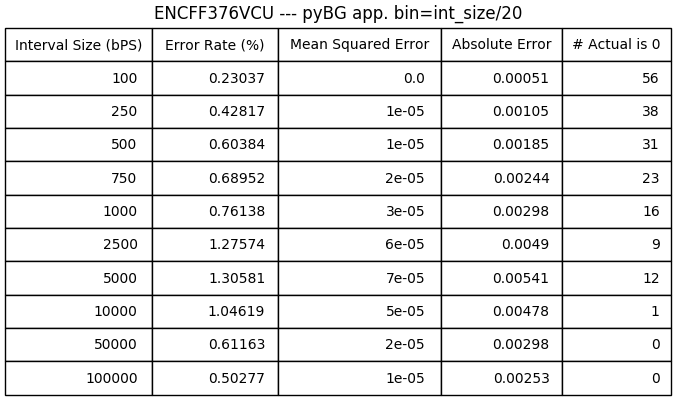 ENCFF376VCU --- pyBG app. bin=int_size/20
Interval Size (bPS) Error Rate (%) Mean Squared Error Absolute Error # Actual is 0
100 0.23037 0.0 0.00051 56
250 0.42817 1e-05 0.00105 38
500 0.60384 1e-05 0.00185 31
750 0.68952 2e-05 0.00244 23
1000 0.76138 3e-05 0.00298 16
2500 1.27574 6e-05 0.0049 9
5000 1.30581 7e-05 0.00541 12
10000 1.04619 5e-05 0.00478 1
50000 0.61163 2e-05 0.00298 0
100000 0.50277 1e-05 0.00253 0